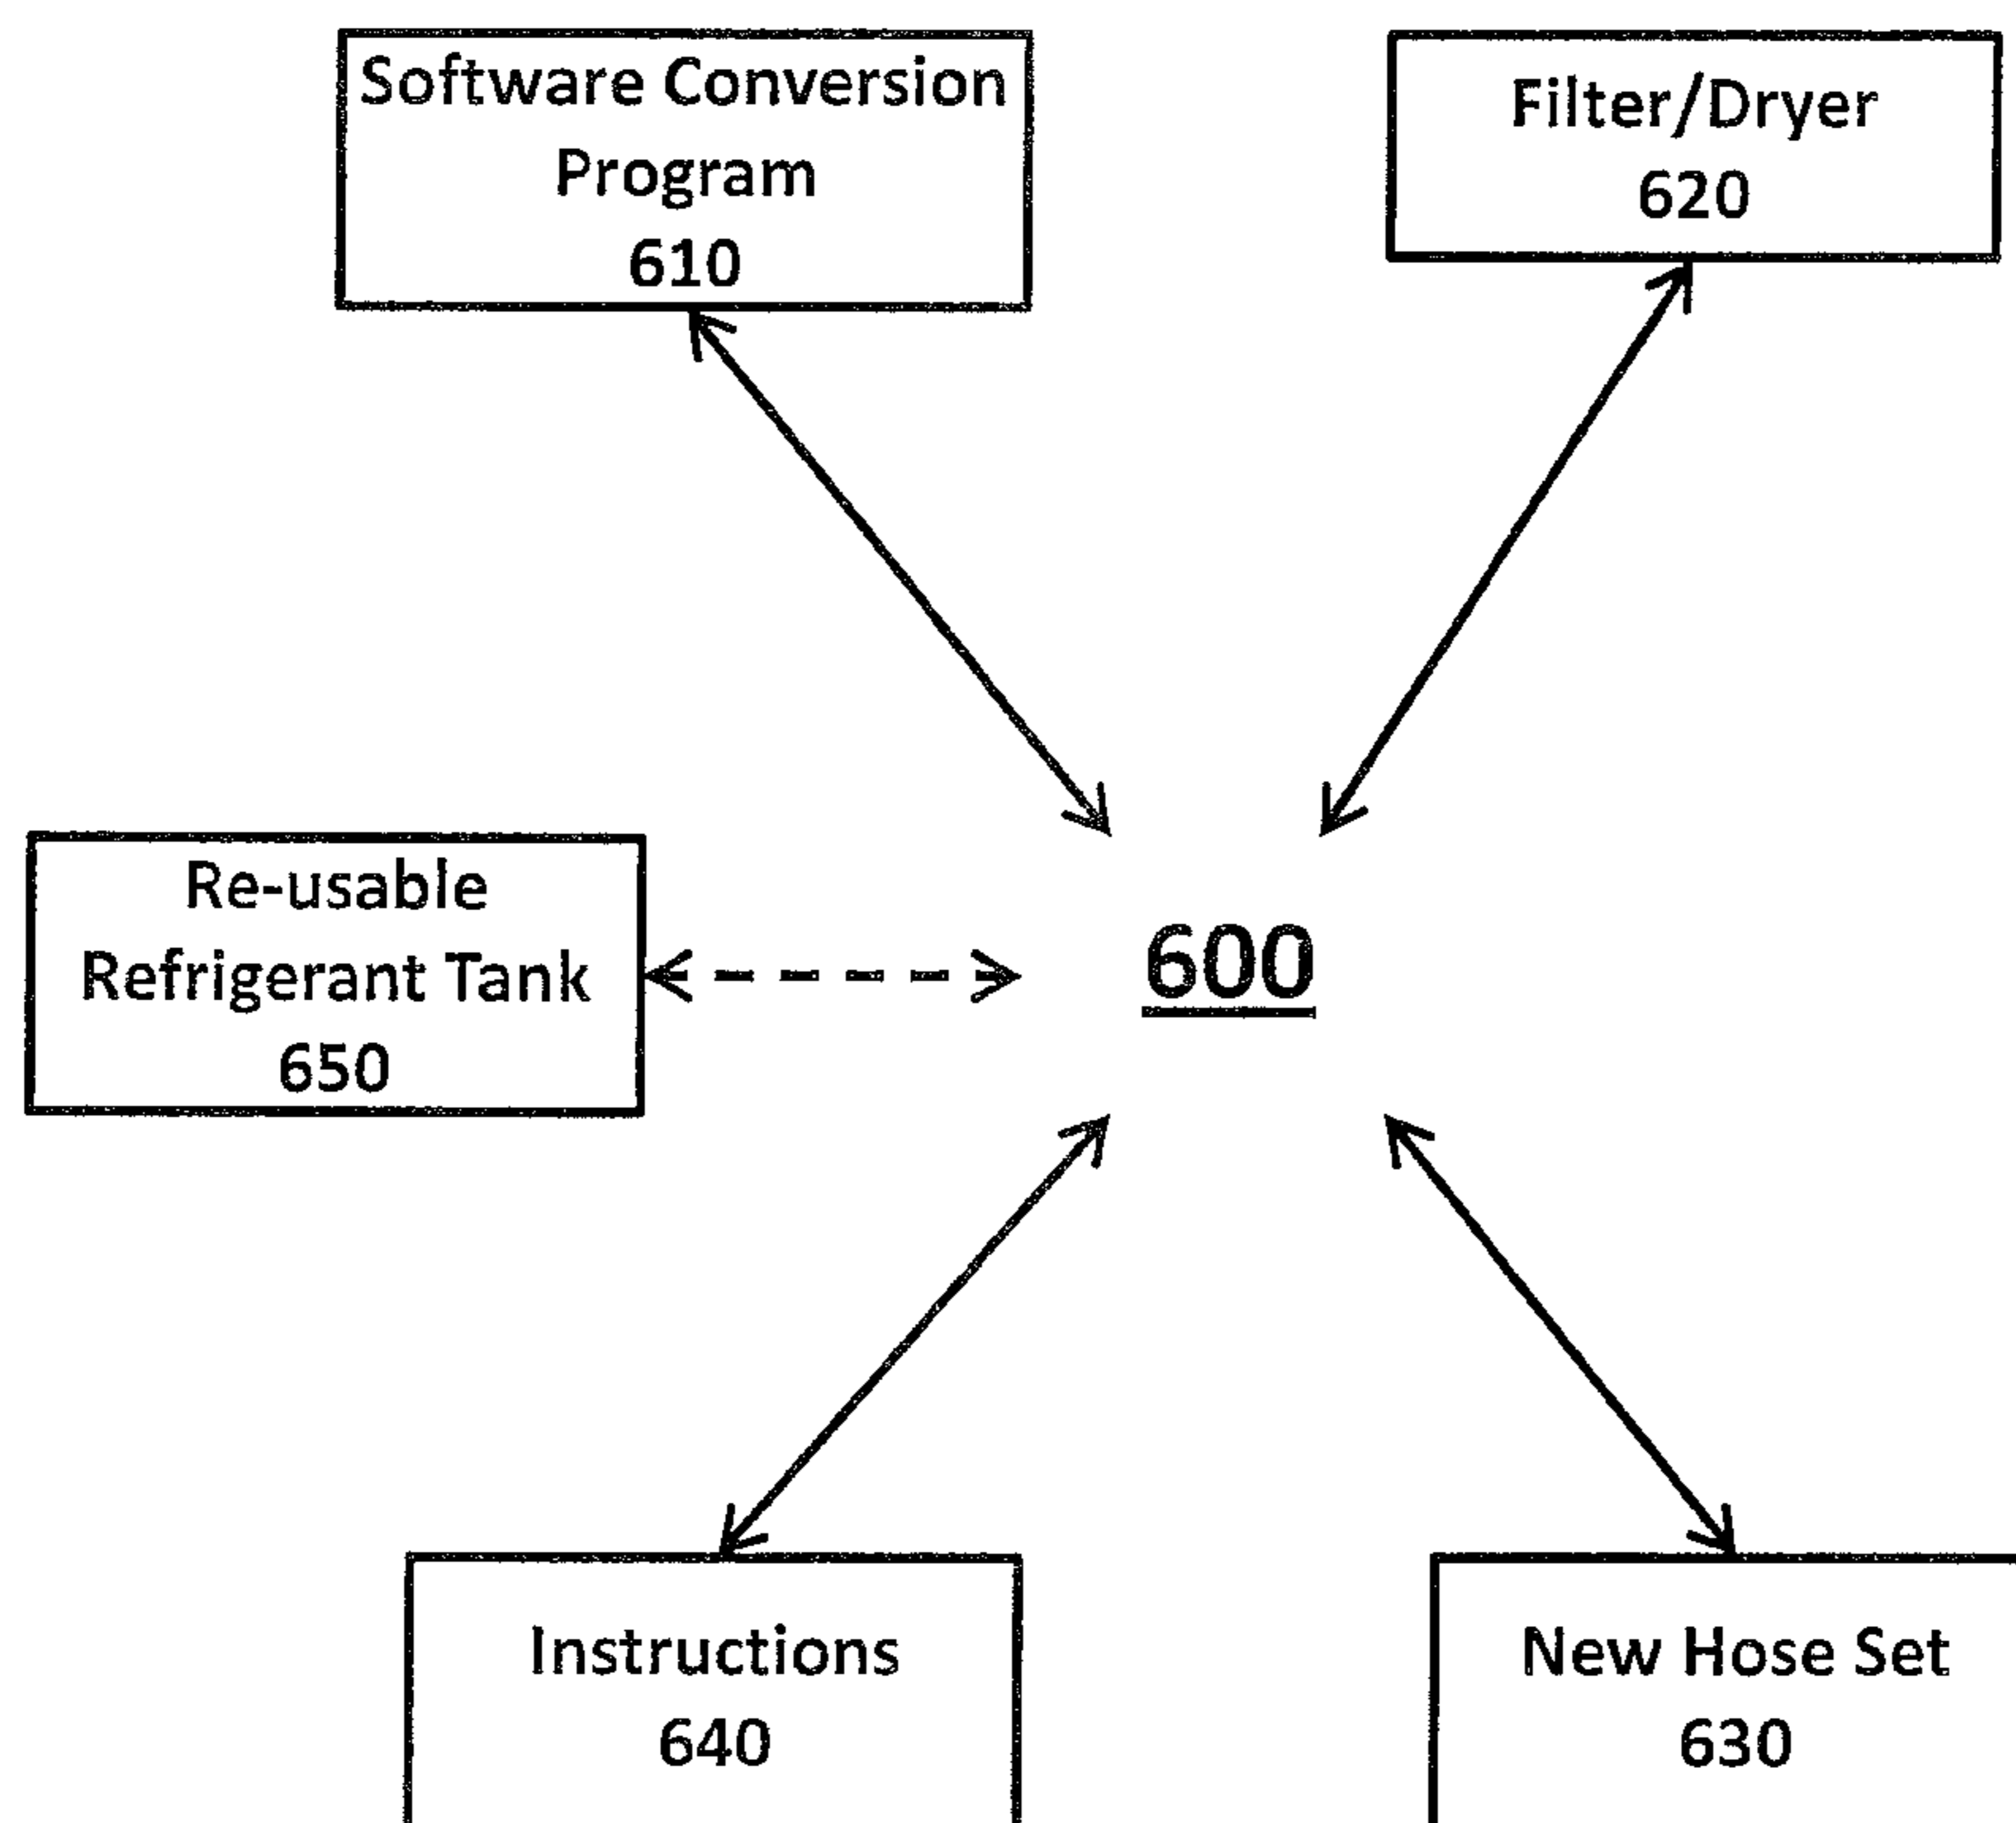 Software Conversion
Program
610
Filter/Dryer
620
Re-usable
Refrigerant Tank
650
600
Instructions
640
New Hose Set
630